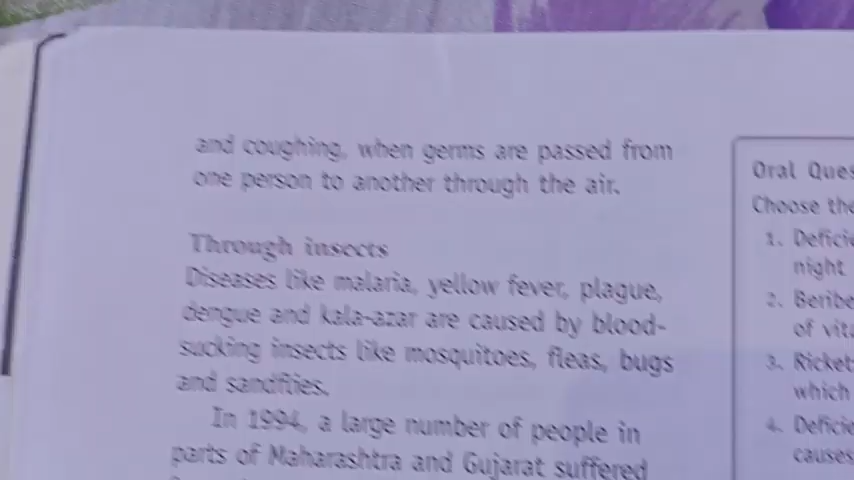 and coughing, when germs are passed from
one person to another through the air.
Through insects
Diseases like malaria, yellow fever, plague,
dengue and kala-azar are caused by blood-
sucking insects like mosquitoes, fleas, bugs
and sandflies.
In 1994, a large number of people in
parts of Maharashtra and Gujarat suffered
Oral Ques
Choose the
1. Deficie
night
2. Beribe
of vita
3. Ricket
which
4. Deficie
causes